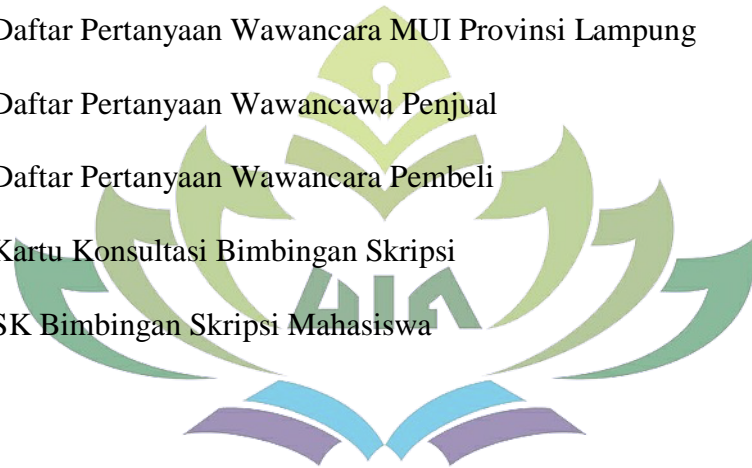 Daftar Pertanyaan Wawancara MUI Provinsi Lampung
Daftar Pertanyaan Wawancawa Penjual
Daftar Pertanyaan Wawancara Pembeli
Kartu Konsultasi Bimbingan Skripsi
UIN
SK Bimbingan Skripsi Mahasiswa